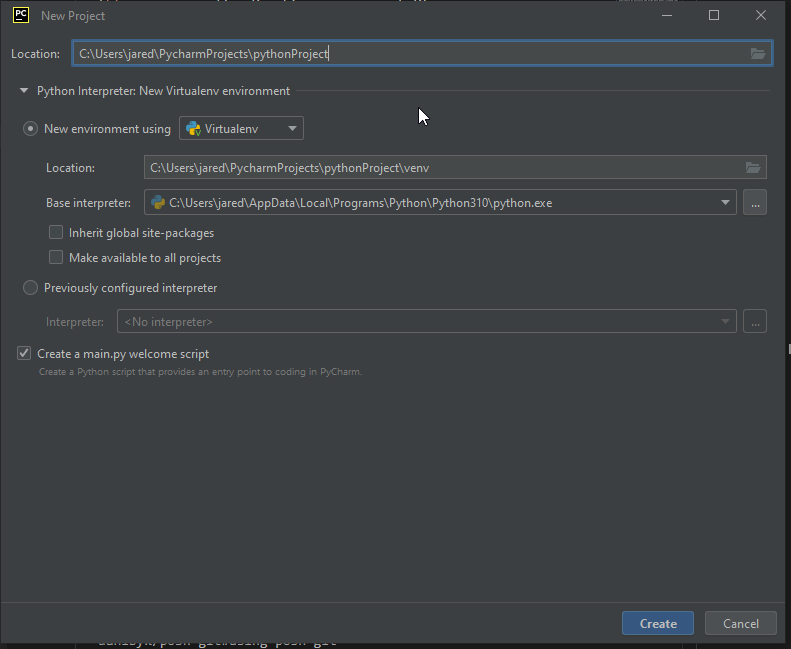 PC New Project
Location: C:\Users\jared\PycharmProjects\pythonProject
Python Interpreter: New Virtualenv environment
New environment using Virtualenv
Location: C:\Users\jared\PycharmProjects\pythonProject\venv
Base interpreter: C:\Users\jared\AppData\Local\Programs\Python\Python310\python.exe ...
Inherit global site-packages
Make available to all projects
Previously configured interpreter
Interpreter: <No interpreter> ...
Create a main.py welcome script
Create a Python script that provides an entry point to coding in PyCharm.
Create Cancel